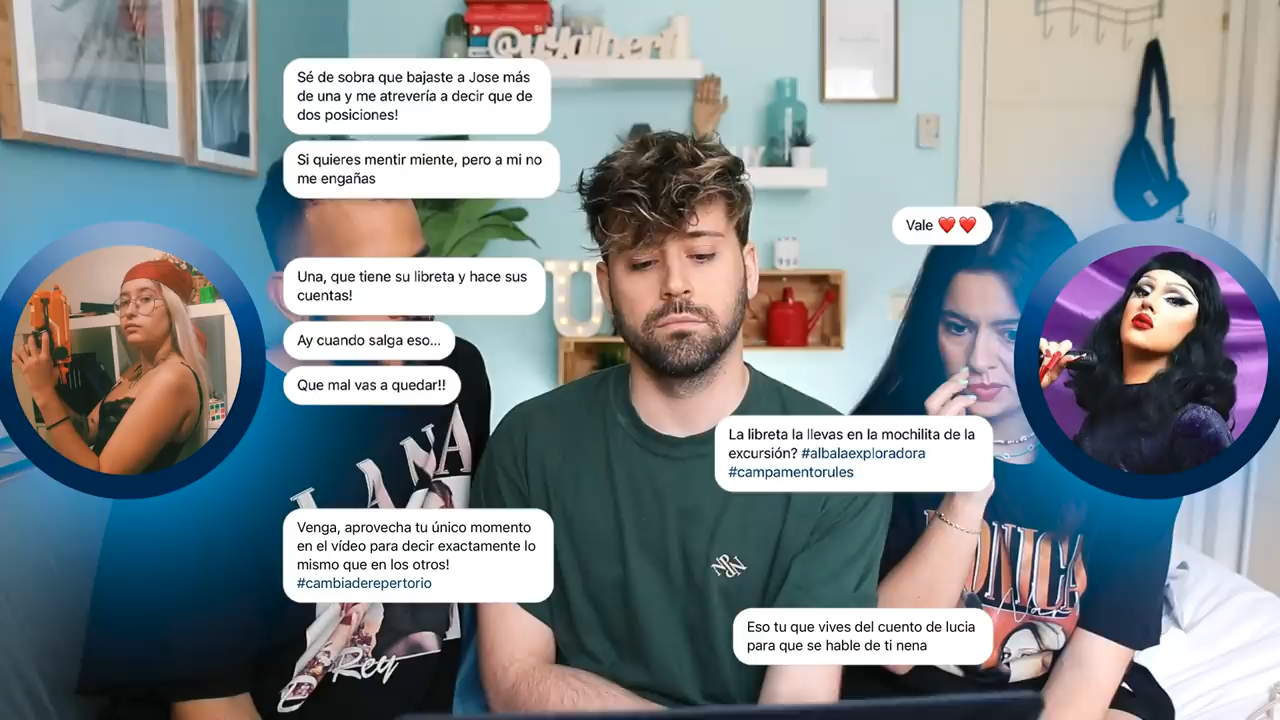 @uyalbert
Sé de sobra que bajaste a Jose más
de una y me atrevería a decir que de
dos posiciones!
Si quieres mentir miente, pero a mi no
me engañas
Vale ❤️❤️
Una, que tiene su libreta y hace sus
cuentas!
Ay cuando salga eso...
Que mal vas a quedar!!
La libreta la llevas en la mochilita de la
excursión? #albalaexploradora
#campamentorules
Venga, aprovecha tu único momento
en el vídeo para decir exactamente lo
mismo que en los otros!
#cambiaderepertorio
Eso tu que vives del cuento de lucia
para que se hable de ti nena
U
LANA
Rey
NPN